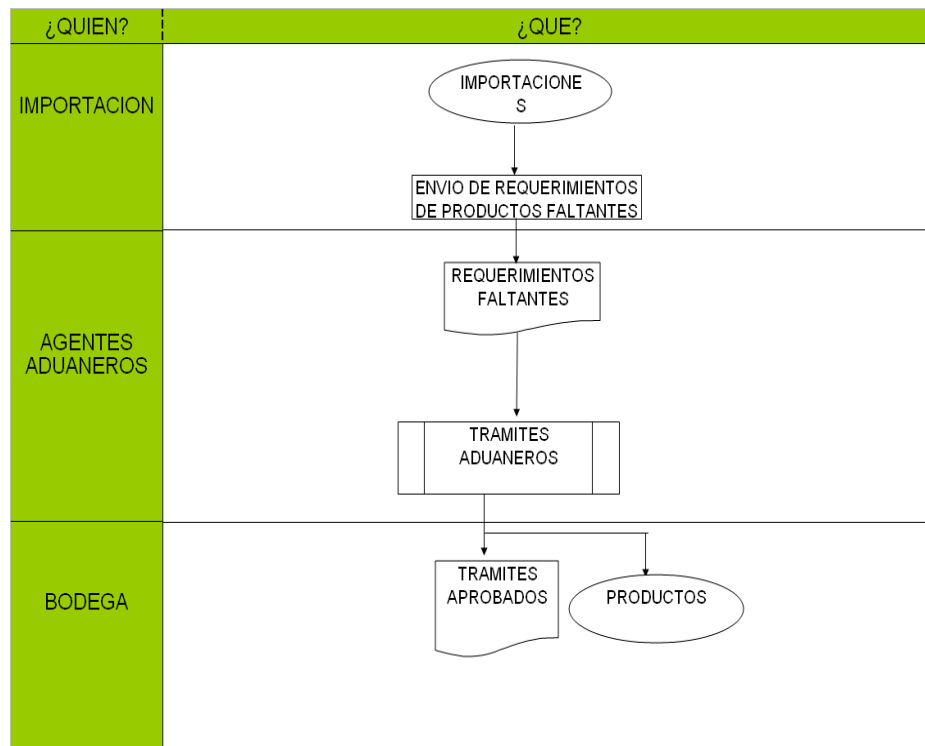 ¿QUIEN?
¿QUE?
IMPORTACION
IMPORTACIONE
S
ENVIO DE REQUERIMIENTOS
DE PRODUCTOS FALTANTES
AGENTES
ADUANEROS
REQUERIMIENTOS
FALTANTES
TRAMITES
ADUANEROS
BODEGA
TRAMITES
APROBADOS
PRODUCTOS